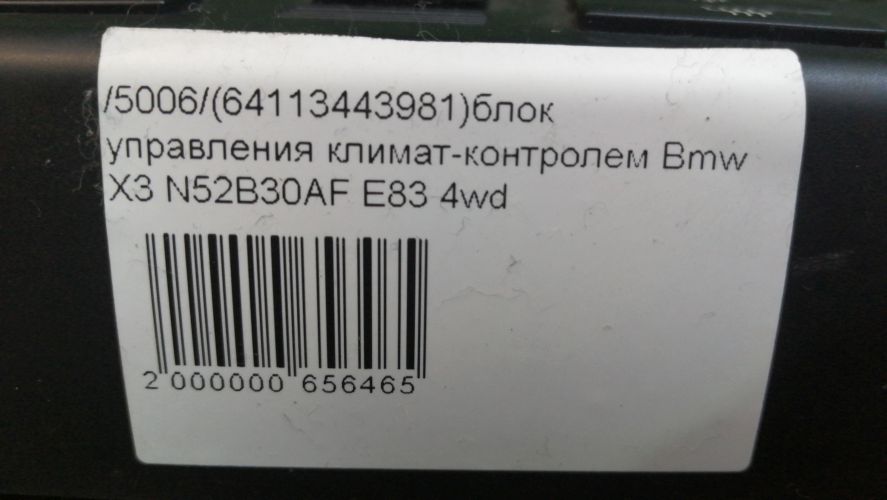 /5006/(64113443981)блок
управления климат-контролем Bmw
X3 N52B30AF E83 4wd
2 000000 656465